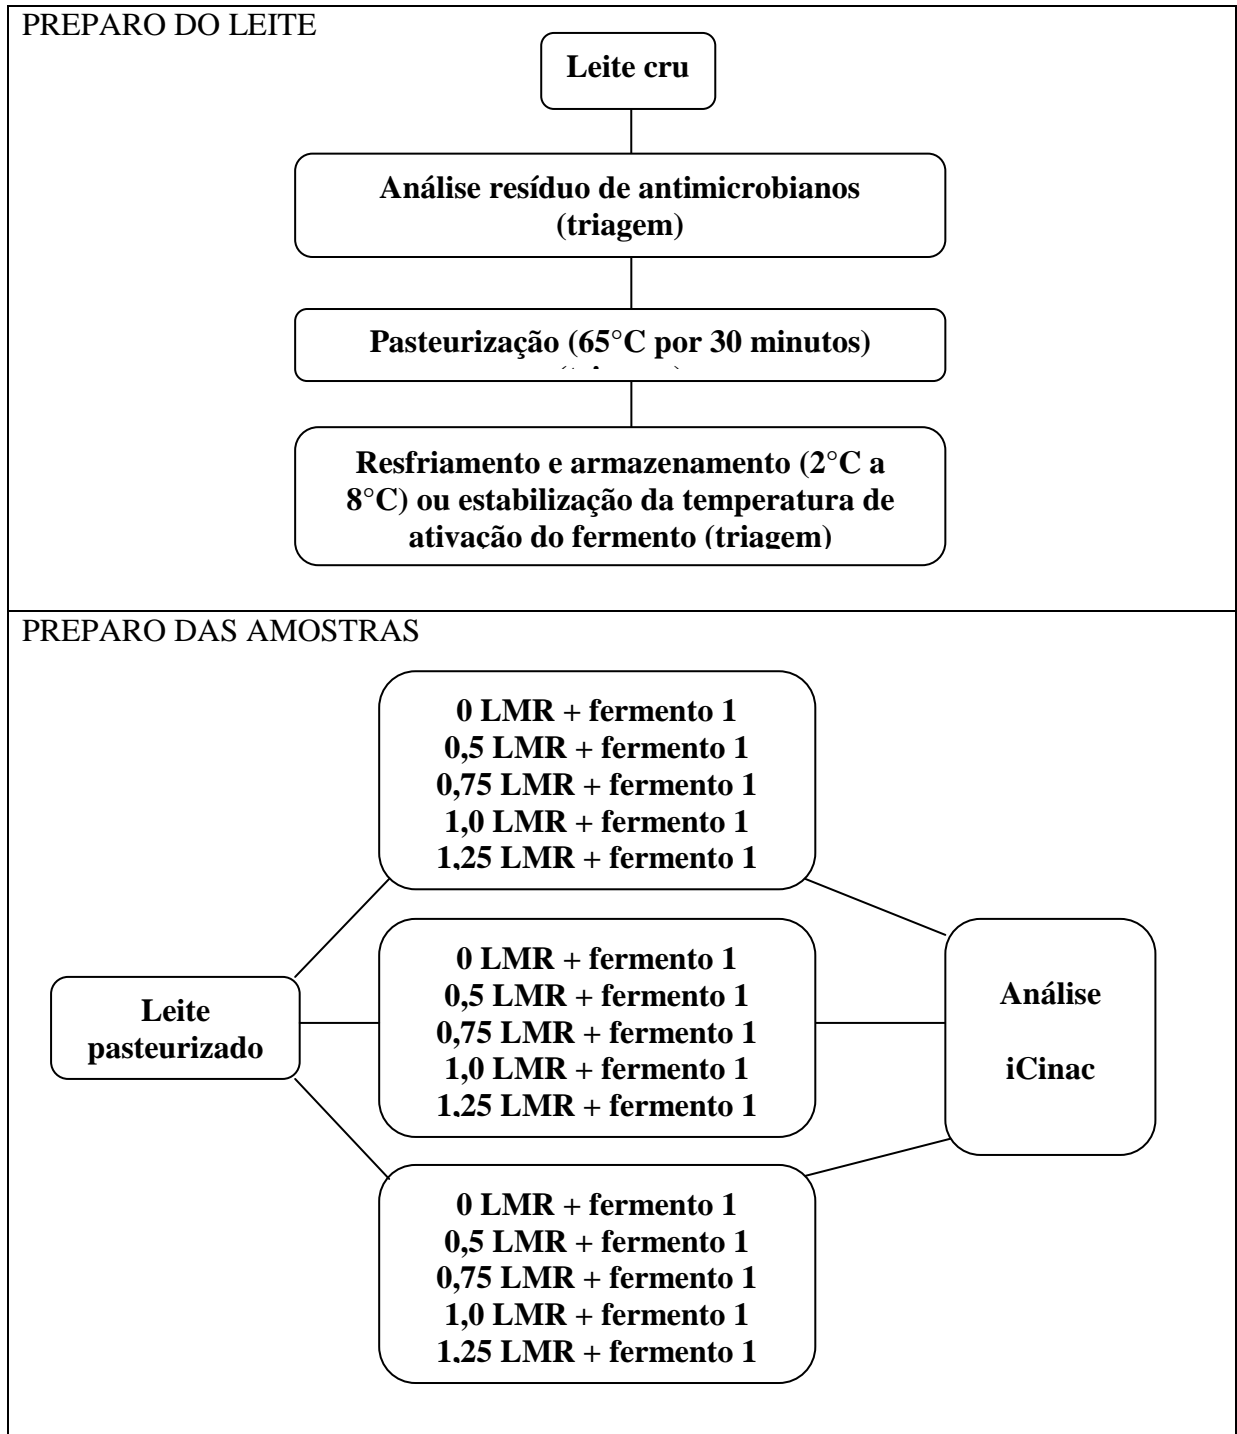 PREPARO DO LEITE
Leite cru
Análise resíduo de antimicrobianos
(triagem)
Pasteurização (65°C por 30 minutos)
Resfriamento e armazenamento (2°C a
8°C) ou estabilização da temperatura de
ativação do fermento (triagem)
PREPARO DAS AMOSTRAS
0 LMR + fermento 1
0,5 LMR + fermento 1
0,75 LMR + fermento 1
1,0 LMR + fermento 1
1,25 LMR + fermento 1
Leite
pasteurizado
0 LMR + fermento 1
0,5 LMR + fermento 1
0,75 LMR + fermento 1
1,0 LMR + fermento 1
1,25 LMR + fermento 1
Análise
iCinac
0 LMR + fermento 1
0,5 LMR + fermento 1
0,75 LMR + fermento 1
1,0 LMR + fermento 1
1,25 LMR + fermento 1